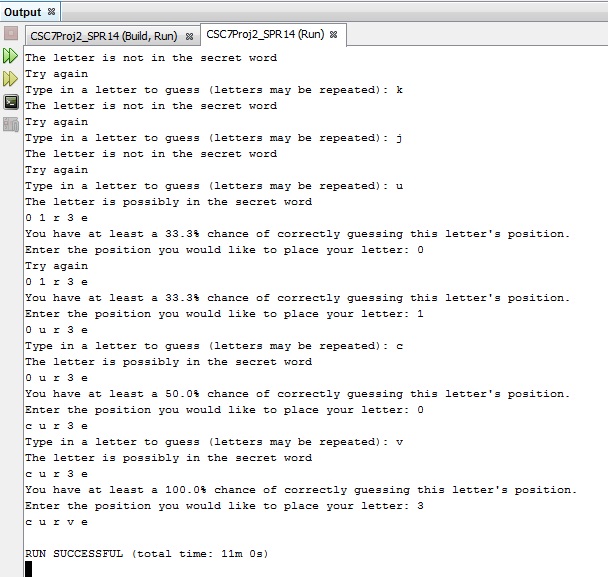 Output
CSC7Proj2_SPR14 (Build, Run) CSC7Proj2_SPR14 (Run)
The letter is not in the secret word
Try again
Type in a letter to guess (letters may be repeated): k
The letter is not in the secret word
Try again
Type in a letter to guess (letters may be repeated): j
The letter is not in the secret word
Try again
Type in a letter to guess (letters may be repeated): u
The letter is possibly in the secret word
0 1 r 3 e
You have at least a 33.3% chance of correctly guessing this letter's position.
Enter the position you would like to place your letter: 0
Try again
0 1 r 3 e
You have at least a 33.3% chance of correctly guessing this letter's position.
Enter the position you would like to place your letter: 1
0 u r 3 e
Type in a letter to guess (letters may be repeated): c
The letter is possibly in the secret word
0 u r 3 e
You have at least a 50.0% chance of correctly guessing this letter's position.
Enter the position you would like to place your letter: 0
c u r 3 e
Type in a letter to guess (letters may be repeated): v
The letter is possibly in the secret word
c u r 3 e
You have at least a 100.0% chance of correctly guessing this letter's position.
Enter the position you would like to place your letter: 3
c u r v e
RUN SUCCESSFUL (total time: 11m 0s)